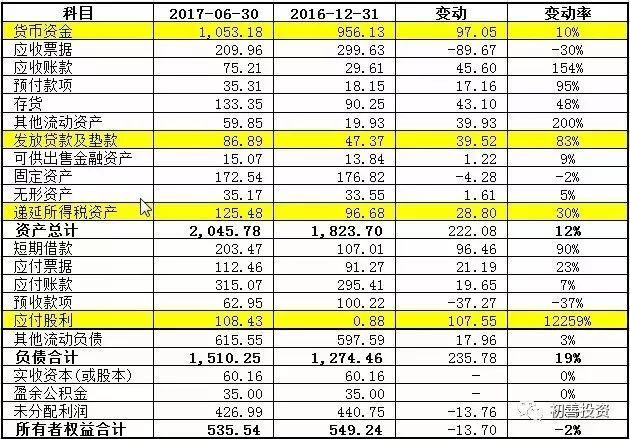 科目 2017-06-30 2016-12-31 变动 变动率
货币资金 1,053.18 956.13 97.05 10%
应收票据 209.96 299.63 -89.67 -30%
应收账款 75.21 29.61 45.60 154%
预付款项 35.31 18.15 17.16 95%
存货 133.35 90.25 43.10 48%
其他流动资产 59.85 19.93 39.93 200%
发放贷款及垫款 86.89 47.37 39.52 83%
可供出售金融资产 15.07 13.84 1.22 9%
固定资产 172.54 176.82 -4.28 -2%
无形资产 35.17 33.55 1.61 5%
递延所得税资产 125.48 96.68 28.80 30%
资产总计 2,045.78 1,823.70 222.08 12%
短期借款 203.47 107.01 96.46 90%
应付票据 112.46 91.27 21.19 23%
应付账款 315.07 295.41 19.65 7%
预收款项 62.95 100.22 -37.27 -37%
应付股利 108.43 0.88 107.55 12259%
其他流动负债 615.55 597.59 17.96 3%
负债合计 1,510.25 1,274.46 235.78 19%
实收资本(或股本) 60.16 60.16 - 0%
盈余公积金 35.00 35.00 - 0%
未分配利润 426.99 440.75 -13.76 -3%
所有者权益合计 535.54 549.24 -13.70 -2%
初善投资